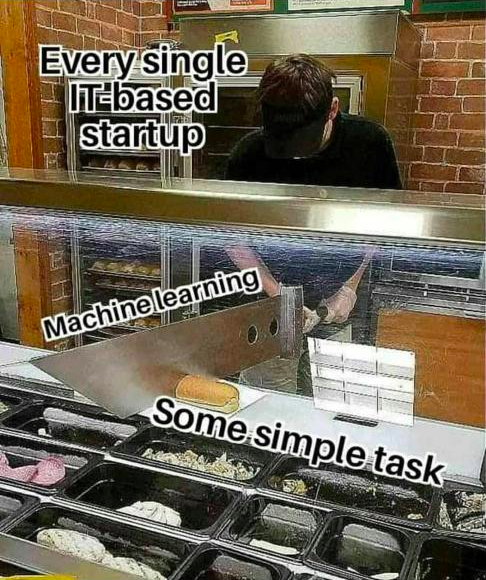 Every single
IT-based
startup
Machine learning
Some simple task